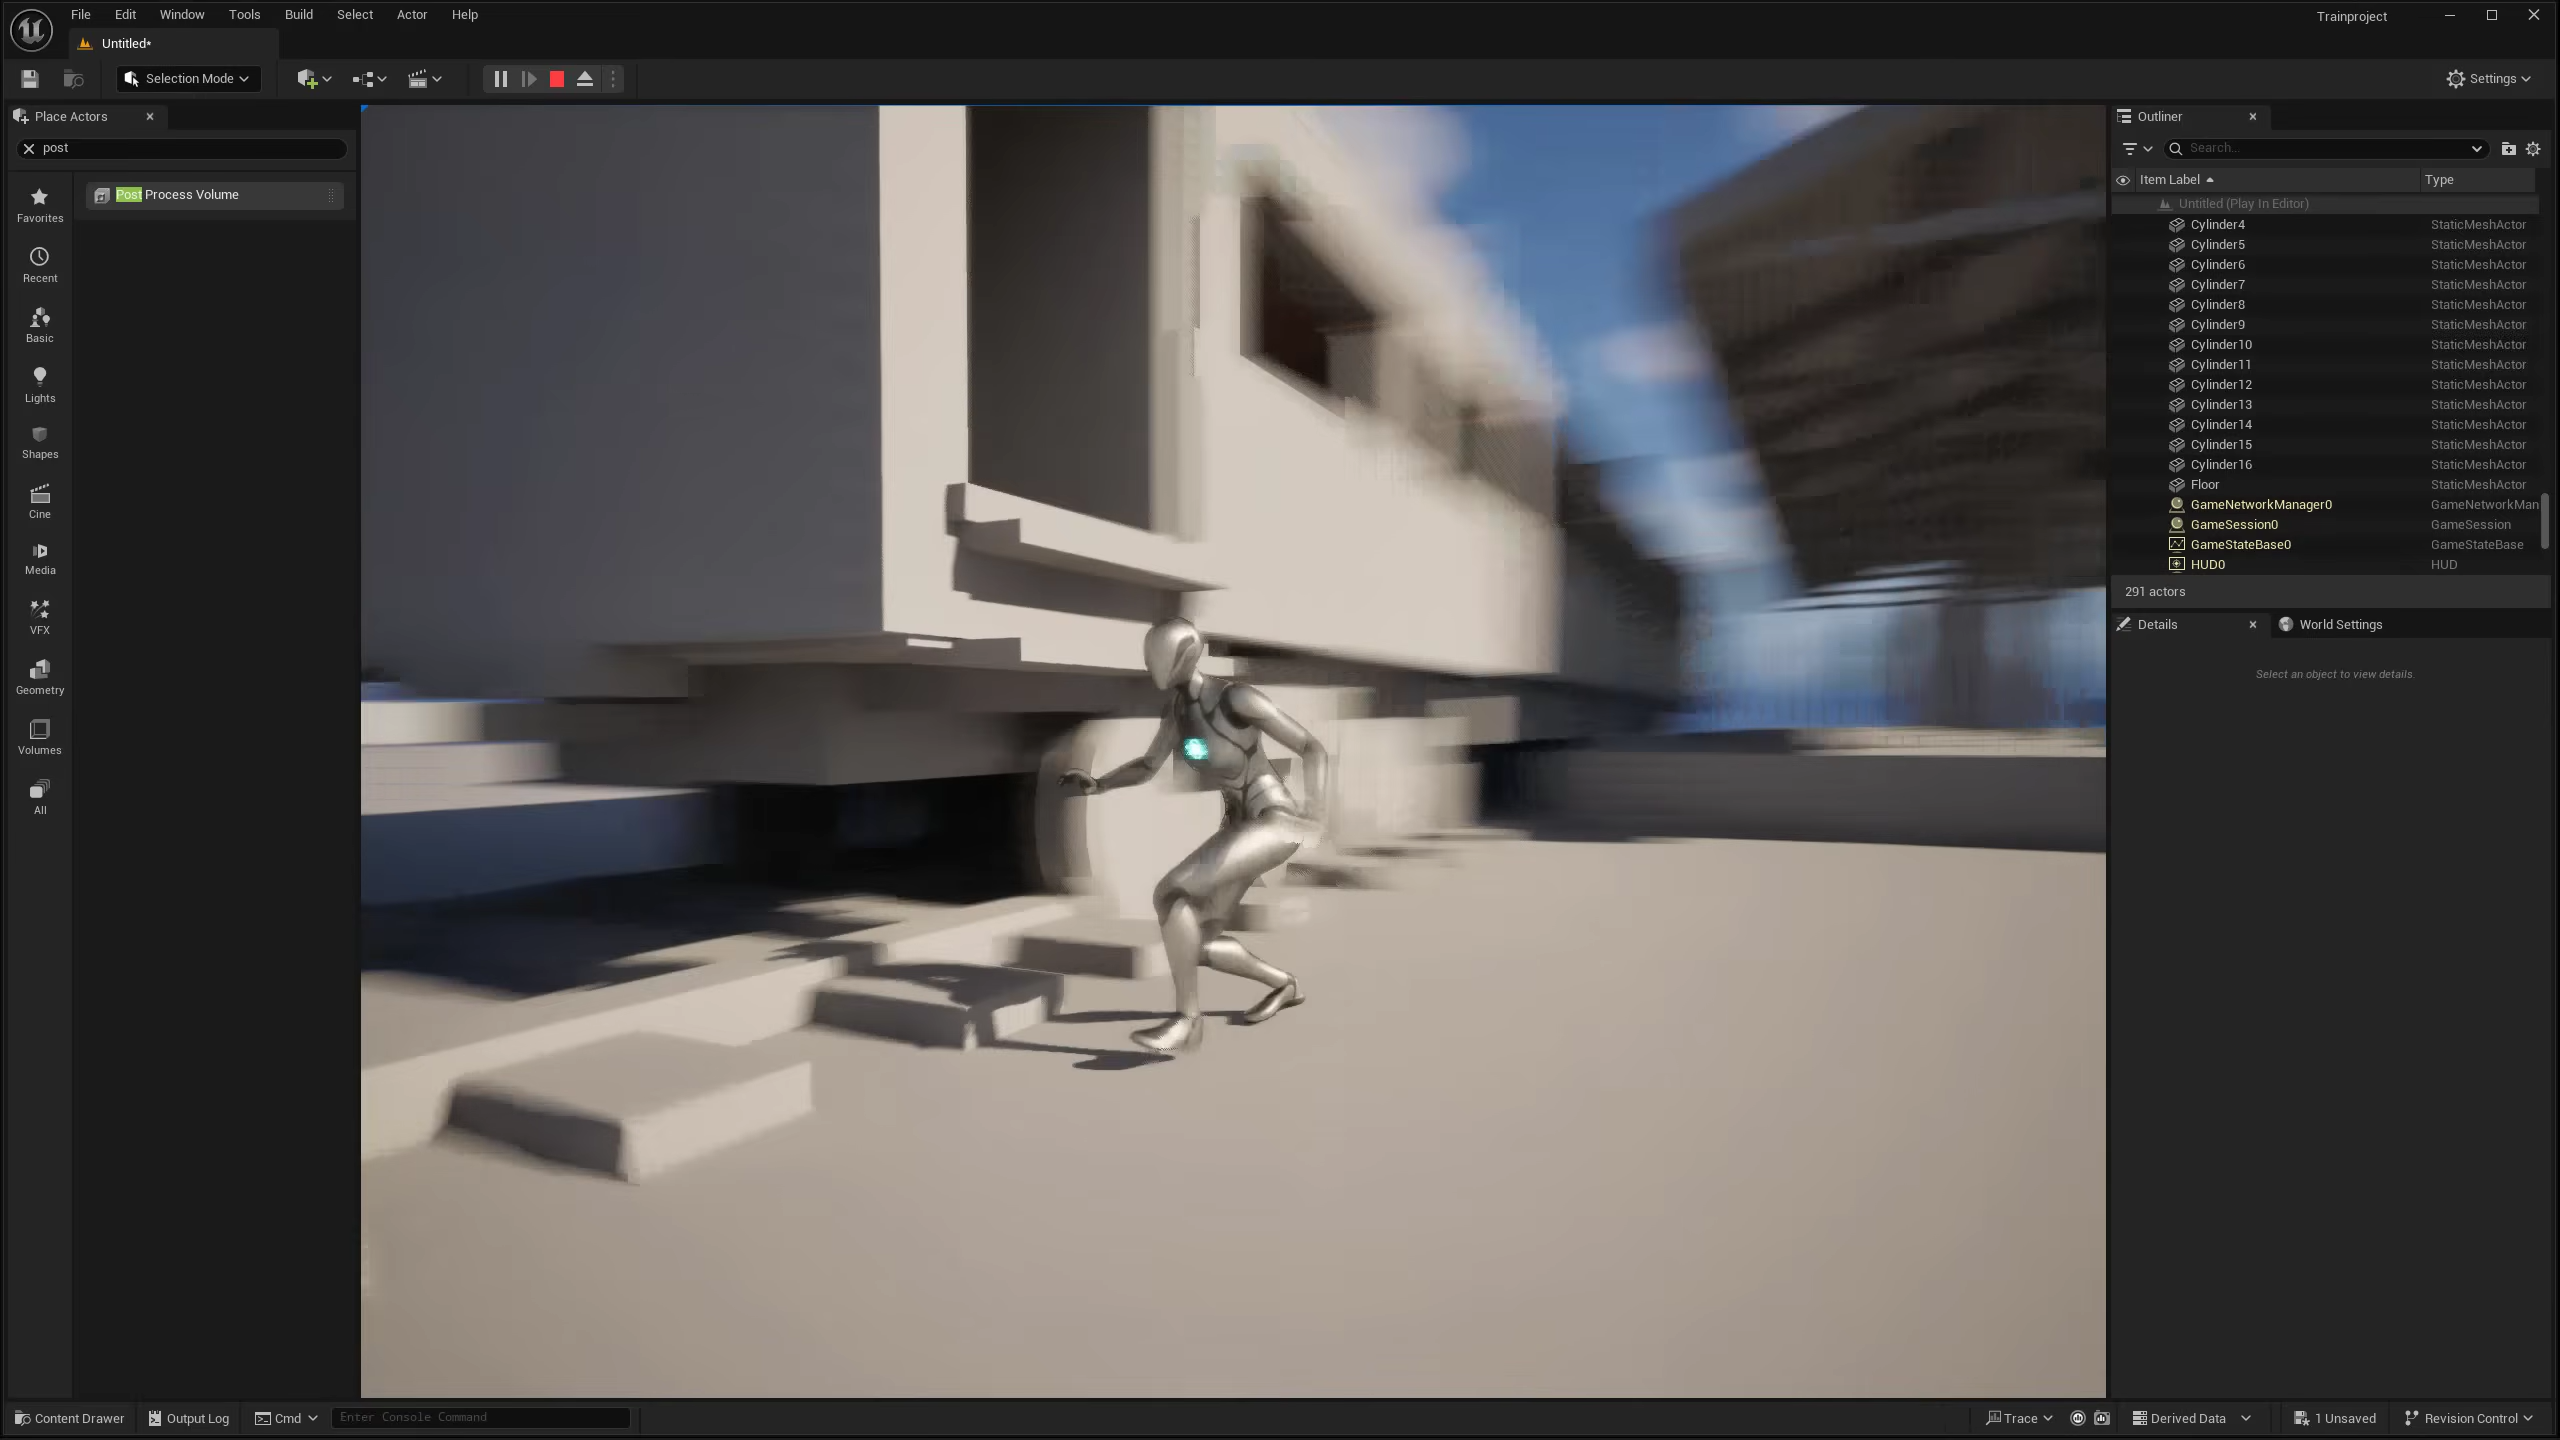 File Edit Window Tools Build Select Actor Help
Trainproject
Untitled*
Selection Mode
Settings
Place Actors
post
Post Process Volume
Favorites
Recent
Basic
Lights
Shapes
Cine
Media
VFX
Geometry
Volumes
All
Outliner
Search...
Item Label Type
Untitled (Play In Editor)
Cylinder4 StaticMeshActor
Cylinder5 StaticMeshActor
Cylinder6 StaticMeshActor
Cylinder7 StaticMeshActor
Cylinder8 StaticMeshActor
Cylinder9 StaticMeshActor
Cylinder10 StaticMeshActor
Cylinder11 StaticMeshActor
Cylinder12 StaticMeshActor
Cylinder13 StaticMeshActor
Cylinder14 StaticMeshActor
Cylinder15 StaticMeshActor
Cylinder16 StaticMeshActor
Floor StaticMeshActor
GameNetworkManager0 GameNetworkMan
GameSession0 GameSession
GameStateBase0 GameStateBase
HUD0 HUD
291 actors
Details World Settings
Select an object to view details.
Content Drawer Output Log Cmd Enter Console Command Trace Derived Data 1 Unsaved Revision Control